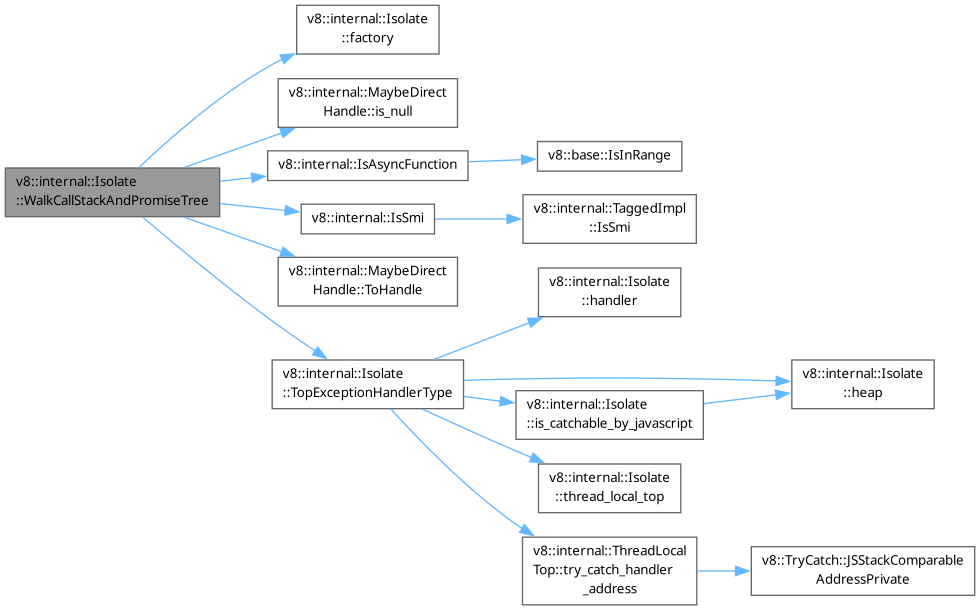 v8::internal::Isolate
::factory
v8::internal::MaybeDirect
Handle::is_null
v8::internal::Isolate
::WalkCallStackAndPromiseTree
v8::internal::IsAsyncFunction
v8::base::IsInRange
v8::internal::IsSmi
v8::internal::TaggedImpl
::IsSmi
v8::internal::MaybeDirect
Handle::ToHandle
v8::internal::Isolate
::handler
v8::internal::Isolate
::TopExceptionHandlerType
v8::internal::Isolate
::heap
v8::internal::Isolate
::is_catchable_by_javascript
v8::internal::Isolate
::thread_local_top
v8::internal::ThreadLocal
Top::try_catch_handler
_address
v8::TryCatch::JSStackComparable
AddressPrivate